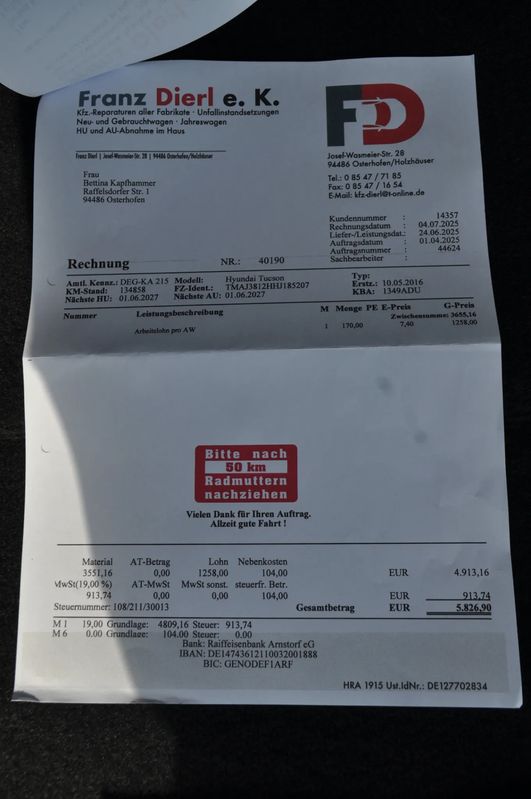 Franz Dierl e. K.
Kfz.-Reparaturen aller Fabrikate · Unfallinstandsetzungen
Neu- und Gebrauchtwagen · Jahreswagen
HU und AU-Abnahme im Haus
FD
Josef-Wasmeier-Str. 28
94486 Osterhofen/Holzhäuser
Tel.: 0 85 47 / 71 85
Fax: 0 85 47 / 16 54
E-Mail: kfz-dierl@t-online.de
Franz Dierl | Josef-Wasmeier-Str. 28 | 94486 Osterhofen/Holzhäuser
Frau
Bettina Kapfhammer
Raffelsdorfer Str. 1
94486 Osterhofen
Kundennummer : 14357
Rechnungsdatum : 04.07.2025
Liefer-/Leistungsdat.: 24.06.2025
Auftragsdatum : 01.04.2025
Auftragsnummer : 44624
Sachbearbeiter :
Rechnung NR.: 40190
Amtl. Kennz.: DEG-KA 215 Modell: Hyundai Tucson Typ:
KM-Stand: 134858 FZ-Ident.: TMAJ3812HHJ185207 Erstz.: 10.05.2016
Nächste HU: 01.06.2027 Nächste AU: 01.06.2027 KBA: 1349ADU
Nummer Leistungsbeschreibung M Menge PE E-Preis G-Preis
Zwischensumme: 3655,16
Arbeitslohn pro AW 1 170,00 7,40 1258,00
Bitte nach
50 km
Radmuttern
nachziehen
Vielen Dank für Ihren Auftrag.
Allzeit gute Fahrt !
Material AT-Betrag Lohn Nebenkosten
3551,16 0,00 1258,00 104,00 EUR 4.913,16
MwSt(19,00 %) AT-MwSt MwSt sonst. steuerfr. Betr.
913,74 0,00 0,00 104,00 EUR 913,74
Steuernummer: 108/211/30013 Gesamtbetrag EUR 5.826,90
M 1 19,00 Grundlage: 4809,16 Steuer: 913,74
M 6 0.00 Grundlage: 104.00 Steuer: 0.00
Bank: Raiffeisenbank Arnstorf eG
IBAN: DE14743612110032001888
BIC: GENODEF1ARF
HRA 1915 Ust.IdNr.: DE127702834